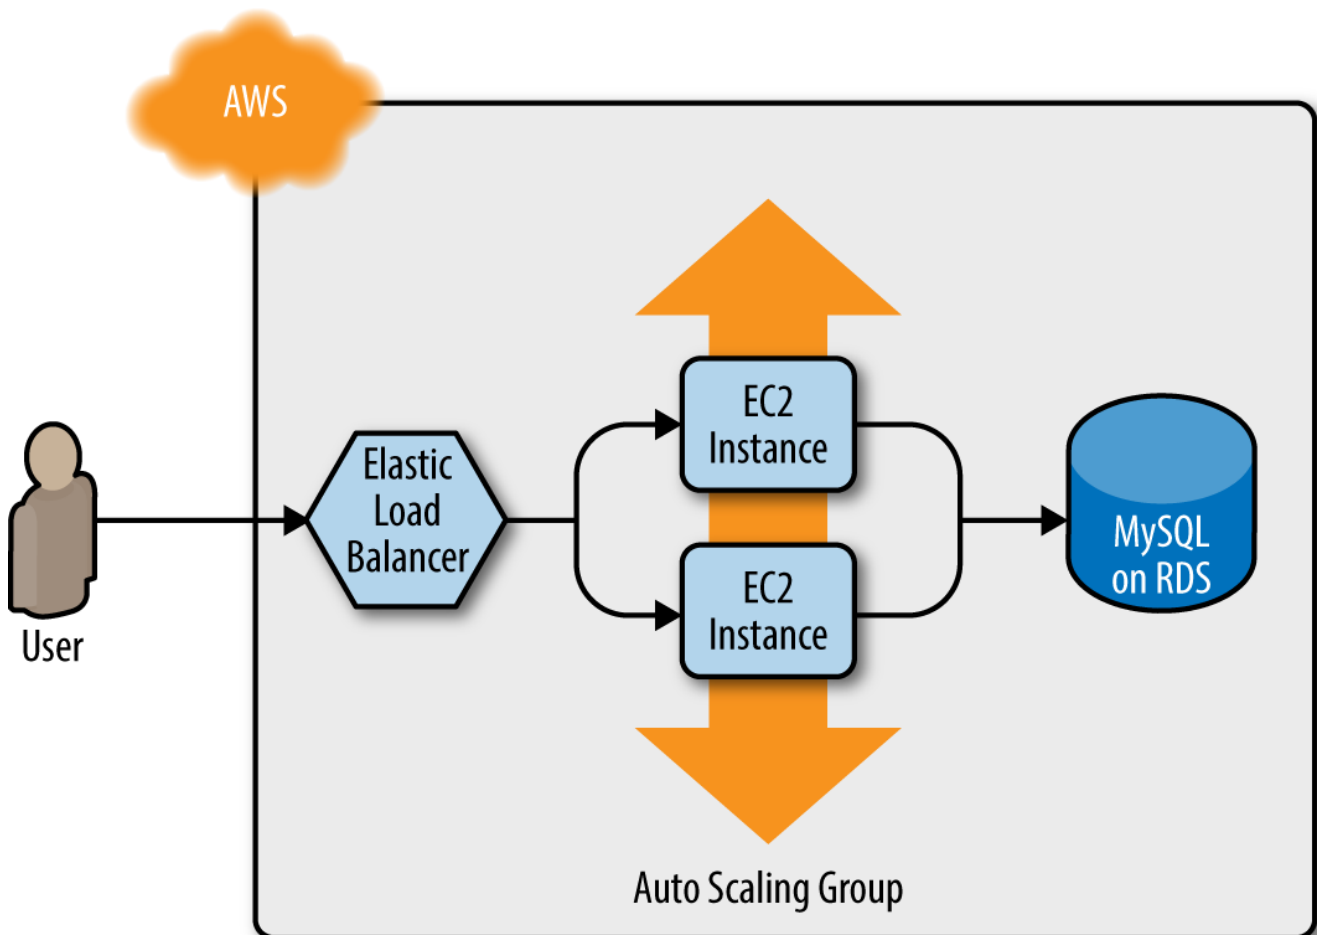 AWS
User
Elastic
Load
Balancer
EC2
Instance
EC2
Instance
MySQL
on RDS
Auto Scaling Group